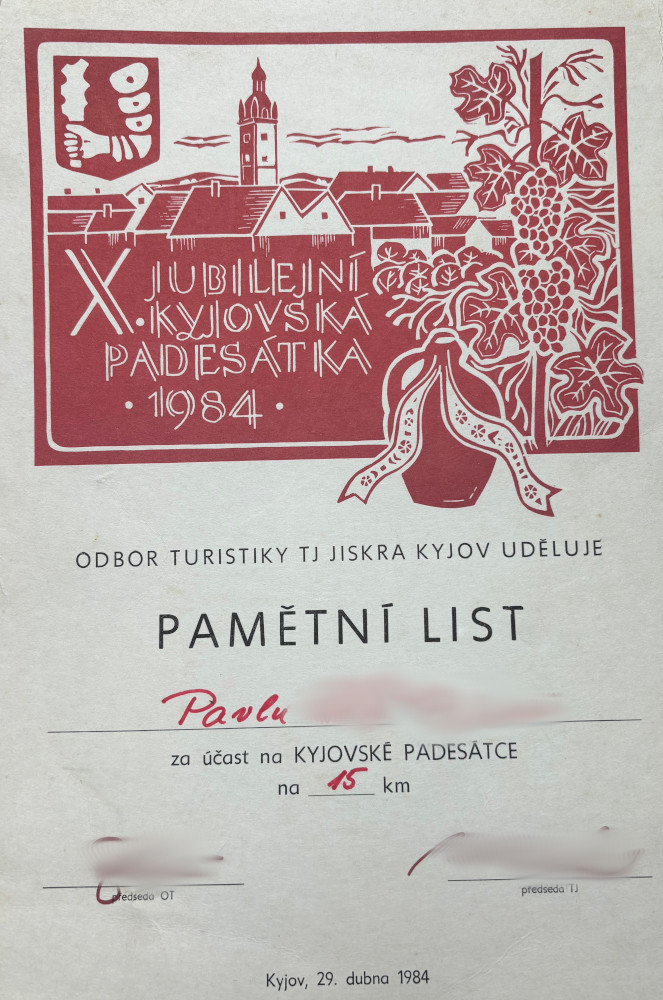 X. JUBILEJNÍ
KYJOVSKÁ
PADESÁTKA
· 1984 ·
ODBOR TURISTIKY TJ JISKRA KYJOV UDĚLUJE
PAMĚTNÍ LIST
Pavlu
za účast na KYJOVSKÉ PADESÁTCE
na 15 km
předseda OT
předseda TJ
Kyjov, 29. dubna 1984